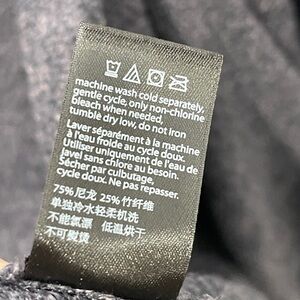 machine wash cold separately,
gentle cycle, only non-chlorine
bleach when needed,
tumble dry low, do not iron
Laver séparément à la machine
à l'eau froide au cycle doux.
Utiliser uniquement de l'eau de
javel sans chlore au besoin.
Sécher par culbutage,
cycle doux. Ne pas repasser.
75% 尼龙 25% 竹纤维
单独冷水轻柔机洗
不能氯漂 低温烘干
不可熨烫